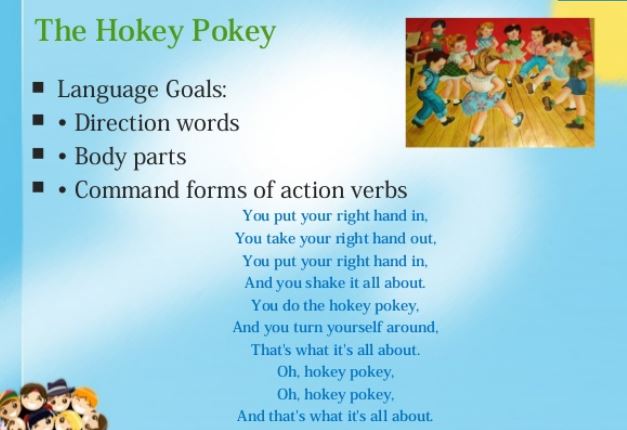 The Hokey Pokey
Language Goals:
• Direction words
• Body parts
• Command forms of action verbs
You put your right hand in,
You take your right hand out,
You put your right hand in,
And you shake it all about.
You do the hokey pokey,
And you turn yourself around,
That's what it's all about.
Oh, hokey pokey,
Oh, hokey pokey,
And that's what it's all about.